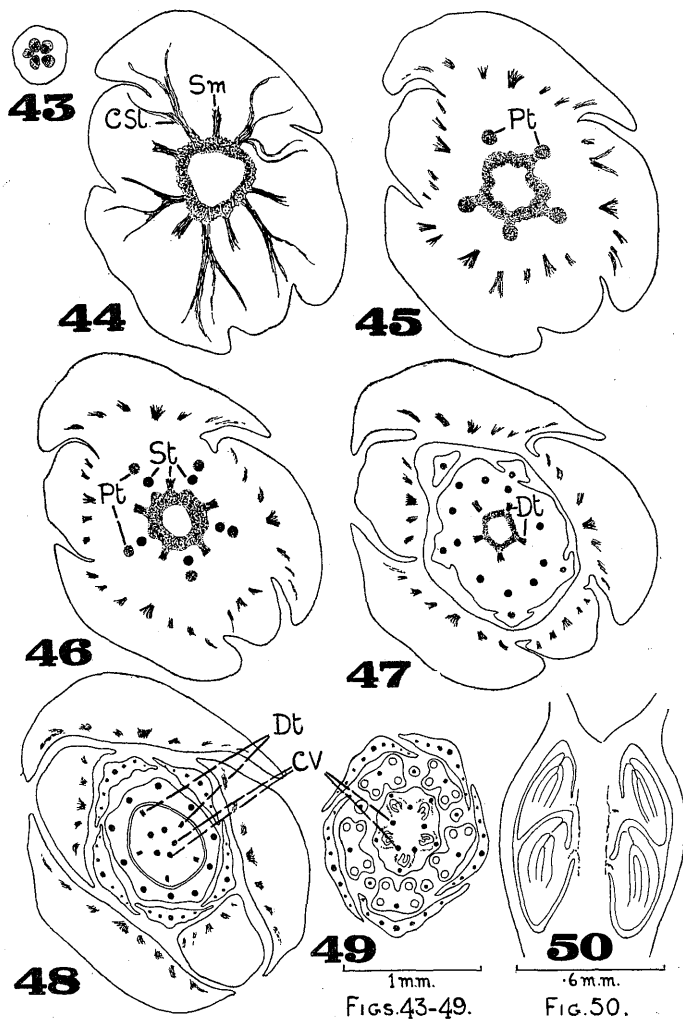 43
Sm
CSt.
44
Pt
45
St
Pt
46
Dt
47
Dt
CV
48
49
50
1 m.m.
FIGS. 43-49.
·6 m.m.
FIG. 50.